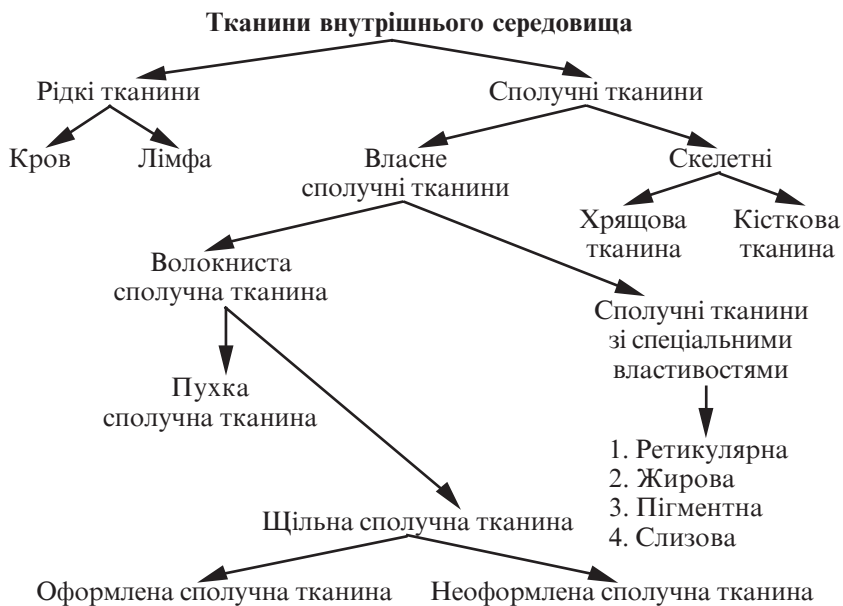 Тканини внутрішнього середовища
Рідкі тканини
Сполучні тканини
Кров
Лімфа
Власне
сполучні тканини
Скелетні
Хрящова
тканина
Кісткова
тканина
Волокниста
сполучна тканина
Сполучні тканини
зі спеціальними
властивостями
Пухка
сполучна тканина
1. Ретикулярна
2. Жирова
3. Пігментна
4. Слизова
Щільна сполучна тканина
Оформлена сполучна тканина
Неоформлена сполучна тканина